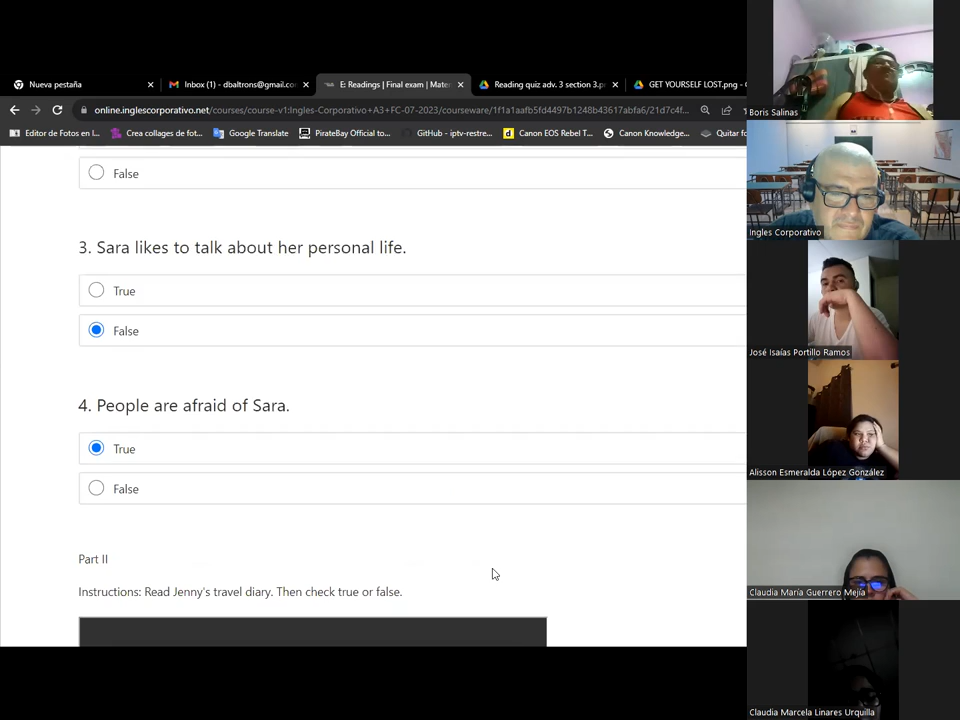 Nueva pestaña
Inbox (1) - dbaltrons@gmail.co
E: Readings | Final exam | Mate
Reading quiz adv. 3 section 3.p
GET YOURSELF LOST.png -
online.inglescorporativo.net/courses/course-v1:Ingles-Corporativo+A3+FC-07-2023/courseware/1f1a1aafb5fd4497b1248b43617abfa6/21d7c4f...
Editor de Fotos en l...
Crea collages de fot...
Google Translate
PirateBay Official to...
GitHub - iptv-restre...
Canon EOS Rebel T...
Canon Knowledge...
Quitar fo
False
3. Sara likes to talk about her personal life.
True
False
4. People are afraid of Sara.
True
False
Part II
Instructions: Read Jenny's travel diary. Then check true or false.
Boris Salinas
Ingles Corporativo
José Isaías Portillo Ramos
Alisson Esmeralda López González
Claudia María Guerrero Mejía
Claudia Marcela Linares Urquilla